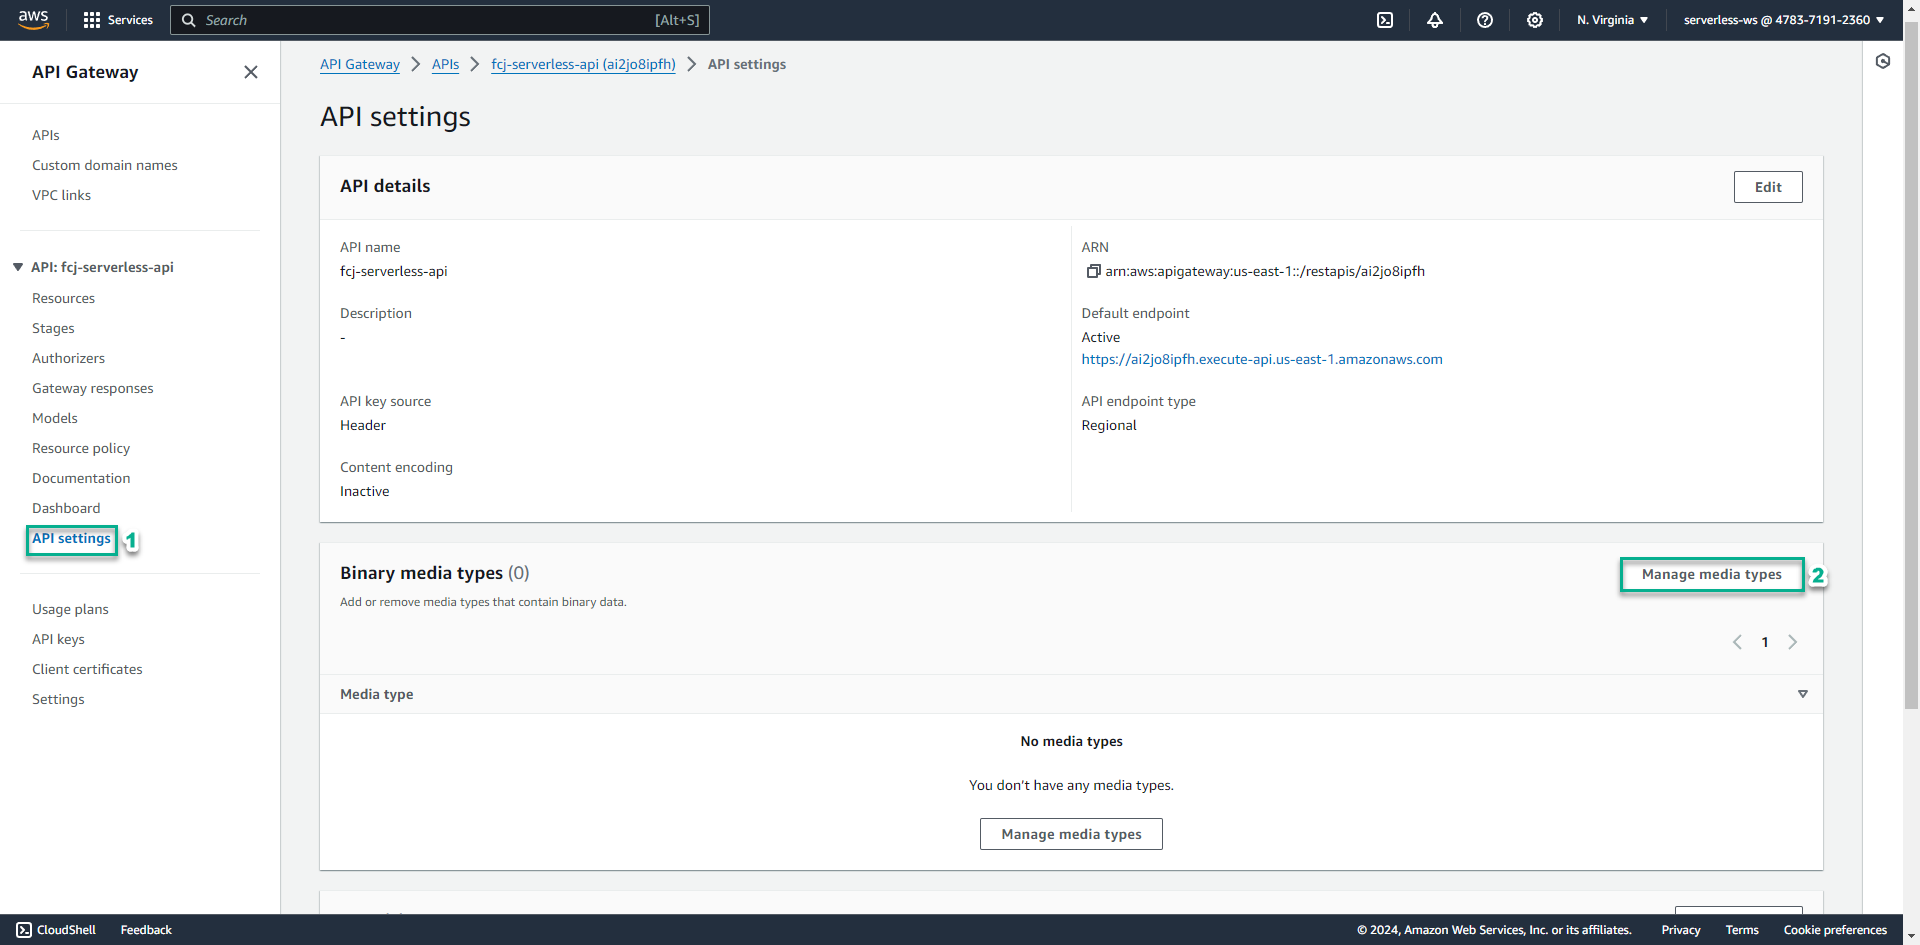 aws
Services
Search
[Alt+S]
N. Virginia
serverless-ws @ 4783-7191-2360
API Gateway
APIs
Custom domain names
VPC links
API: fcj-serverless-api
Resources
Stages
Authorizers
Gateway responses
Models
Resource policy
Documentation
Dashboard
API settings 1
Usage plans
API keys
Client certificates
Settings
API Gateway > APIs > fcj-serverless-api (ai2jo8ipfh) > API settings
API settings
API details
Edit
API name
fcj-serverless-api
Description
-
API key source
Header
Content encoding
Inactive
ARN
arn:aws:apigateway:us-east-1::/restapis/ai2jo8ipfh
Default endpoint
Active
https://ai2jo8ipfh.execute-api.us-east-1.amazonaws.com
API endpoint type
Regional
Binary media types (0)
Manage media types 2
Add or remove media types that contain binary data.
1
Media type
No media types
You don't have any media types.
Manage media types
CloudShell
Feedback
© 2024, Amazon Web Services, Inc. or its affiliates.
Privacy
Terms
Cookie preferences